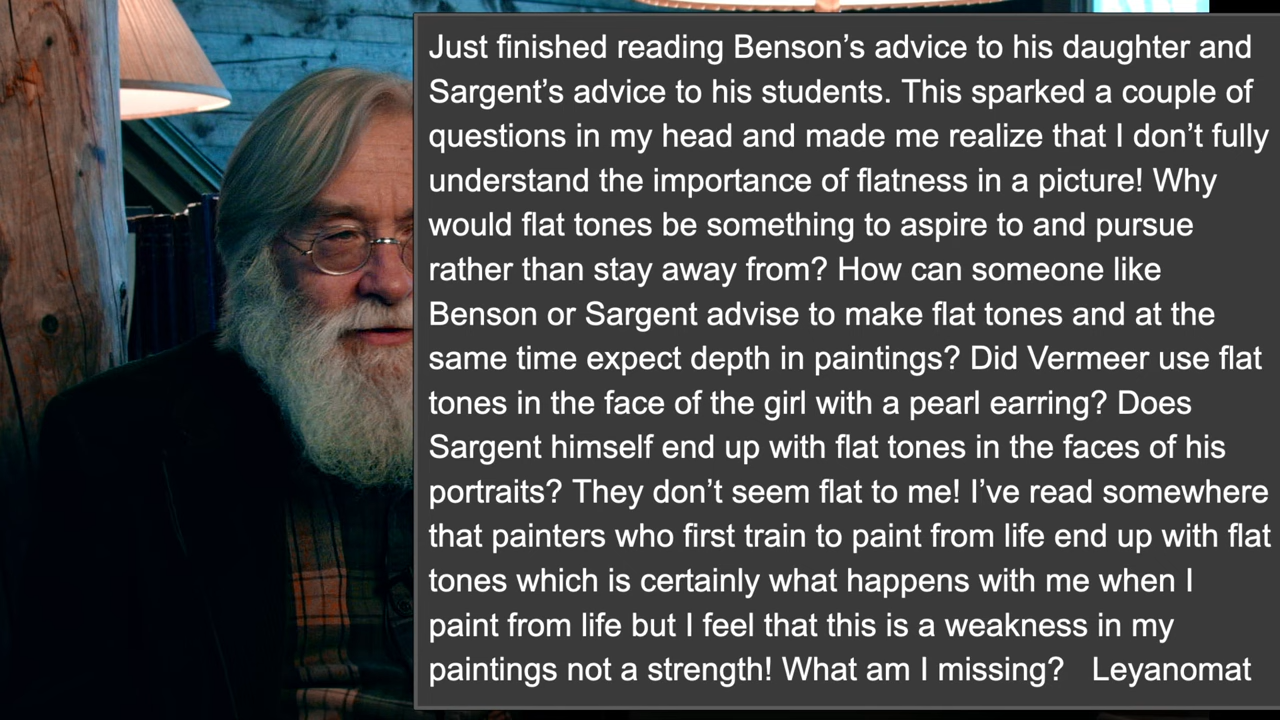 Just finished reading Benson’s advice to his daughter and
Sargent’s advice to his students. This sparked a couple of
questions in my head and made me realize that I don’t fully
understand the importance of flatness in a picture! Why
would flat tones be something to aspire to and pursue
rather than stay away from? How can someone like
Benson or Sargent advise to make flat tones and at the
same time expect depth in paintings? Did Vermeer use flat
tones in the face of the girl with a pearl earring? Does
Sargent himself end up with flat tones in the faces of his
portraits? They don’t seem flat to me! I’ve read somewhere
that painters who first train to paint from life end up with flat
tones which is certainly what happens with me when I
paint from life but I feel that this is a weakness in my
paintings not a strength! What am I missing? Leyanomat